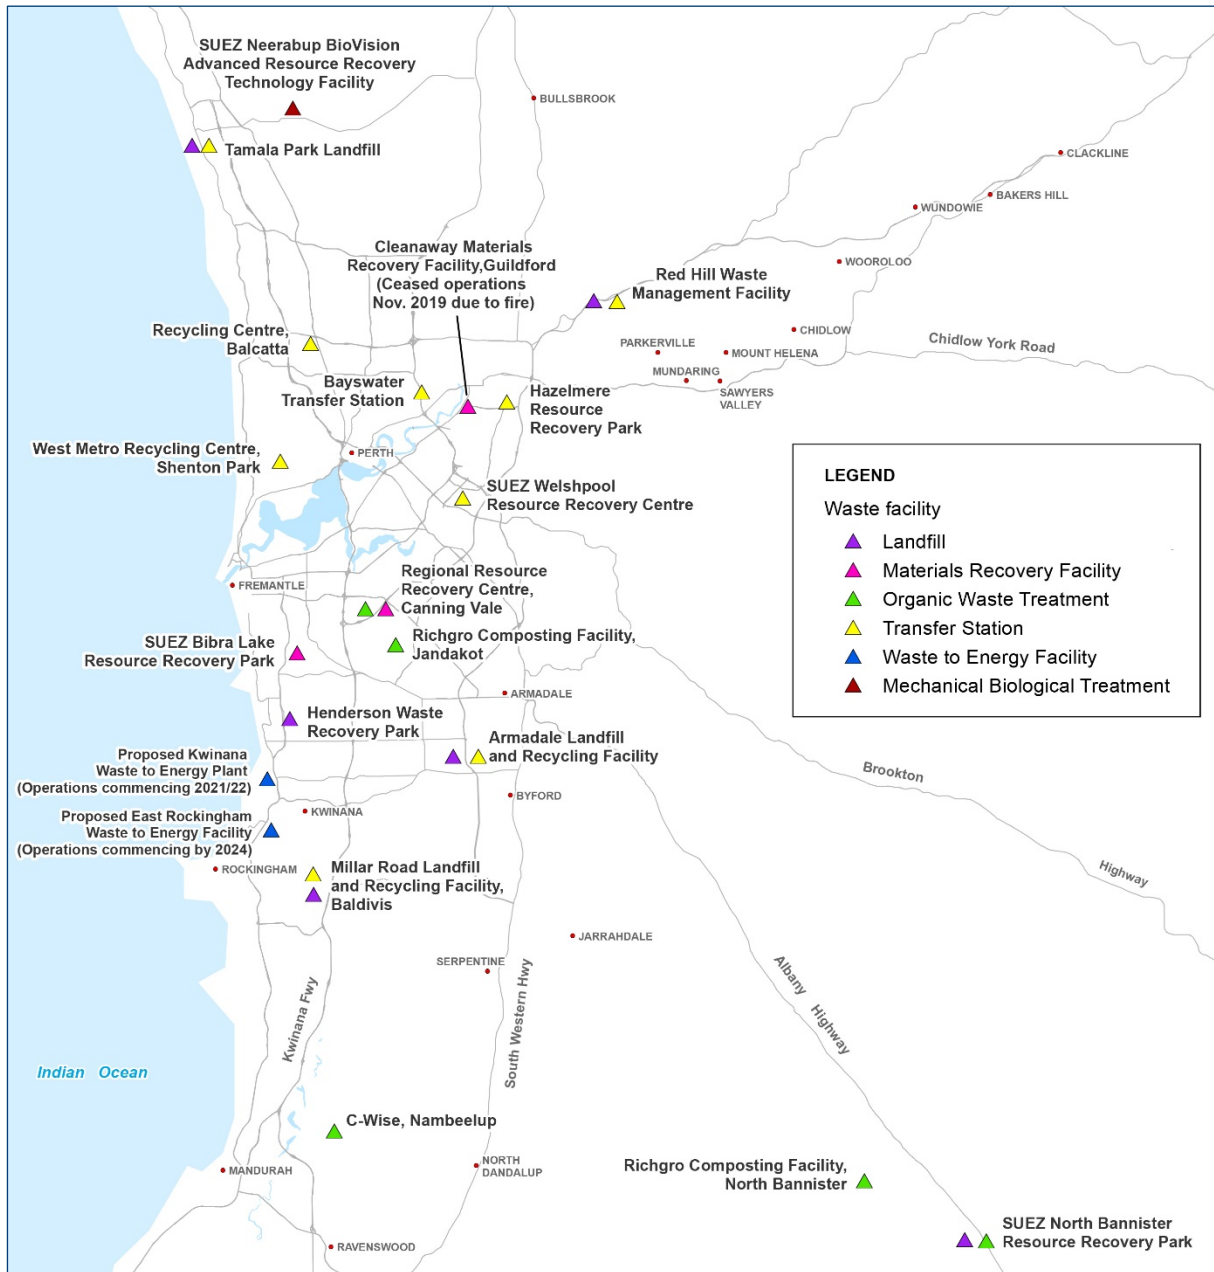 SUEZ Neerabup BioVision
Advanced Resource Recovery
Technology Facility
BULLSBROOK
Tamala Park Landfill
CLACKLINE
BAKERS HILL
WUNDOWIE
Cleanaway Materials
Recovery Facility,Guildford
(Ceased operations
Nov. 2019 due to fire)
WOOROLOO
Red Hill Waste
Management Facility
Recycling Centre,
Balcatta
CHIDLOW
Chidlow York Road
PARKERVILLE
MOUNT HELENA
MUNDARING
SAWYERS
VALLEY
Bayswater
Transfer Station
Hazelmere
Resource
Recovery Park
West Metro Recycling Centre,
Shenton Park
PERTH
SUEZ Welshpool
Resource Recovery Centre
LEGEND
Waste facility
Landfill
Materials Recovery Facility
Organic Waste Treatment
Transfer Station
Waste to Energy Facility
Mechanical Biological Treatment
FREMANTLE
Regional Resource
Recovery Centre,
Canning Vale
SUEZ Bibra Lake
Resource Recovery Park
Richgro Composting Facility,
Jandakot
ARMADALE
Henderson Waste
Recovery Park
Armadale Landfill
and Recycling Facility
Proposed Kwinana
Waste to Energy Plant
(Operations commencing 2021/22)
Brookton
Highway
BYFORD
KWINANA
Proposed East Rockingham
Waste to Energy Facility
(Operations commencing by 2024)
ROCKINGHAM
Millar Road Landfill
and Recycling Facility,
Baldivis
JARRAHDALE
SERPENTINE
Kwinana Fwy
South Western Hwy
Albany Highway
Indian Ocean
C-Wise, Nambeelup
MANDURAH
NORTH
DANDALUP
Richgro Composting Facility,
North Bannister
SUEZ North Bannister
Resource Recovery Park
RAVENSWOOD